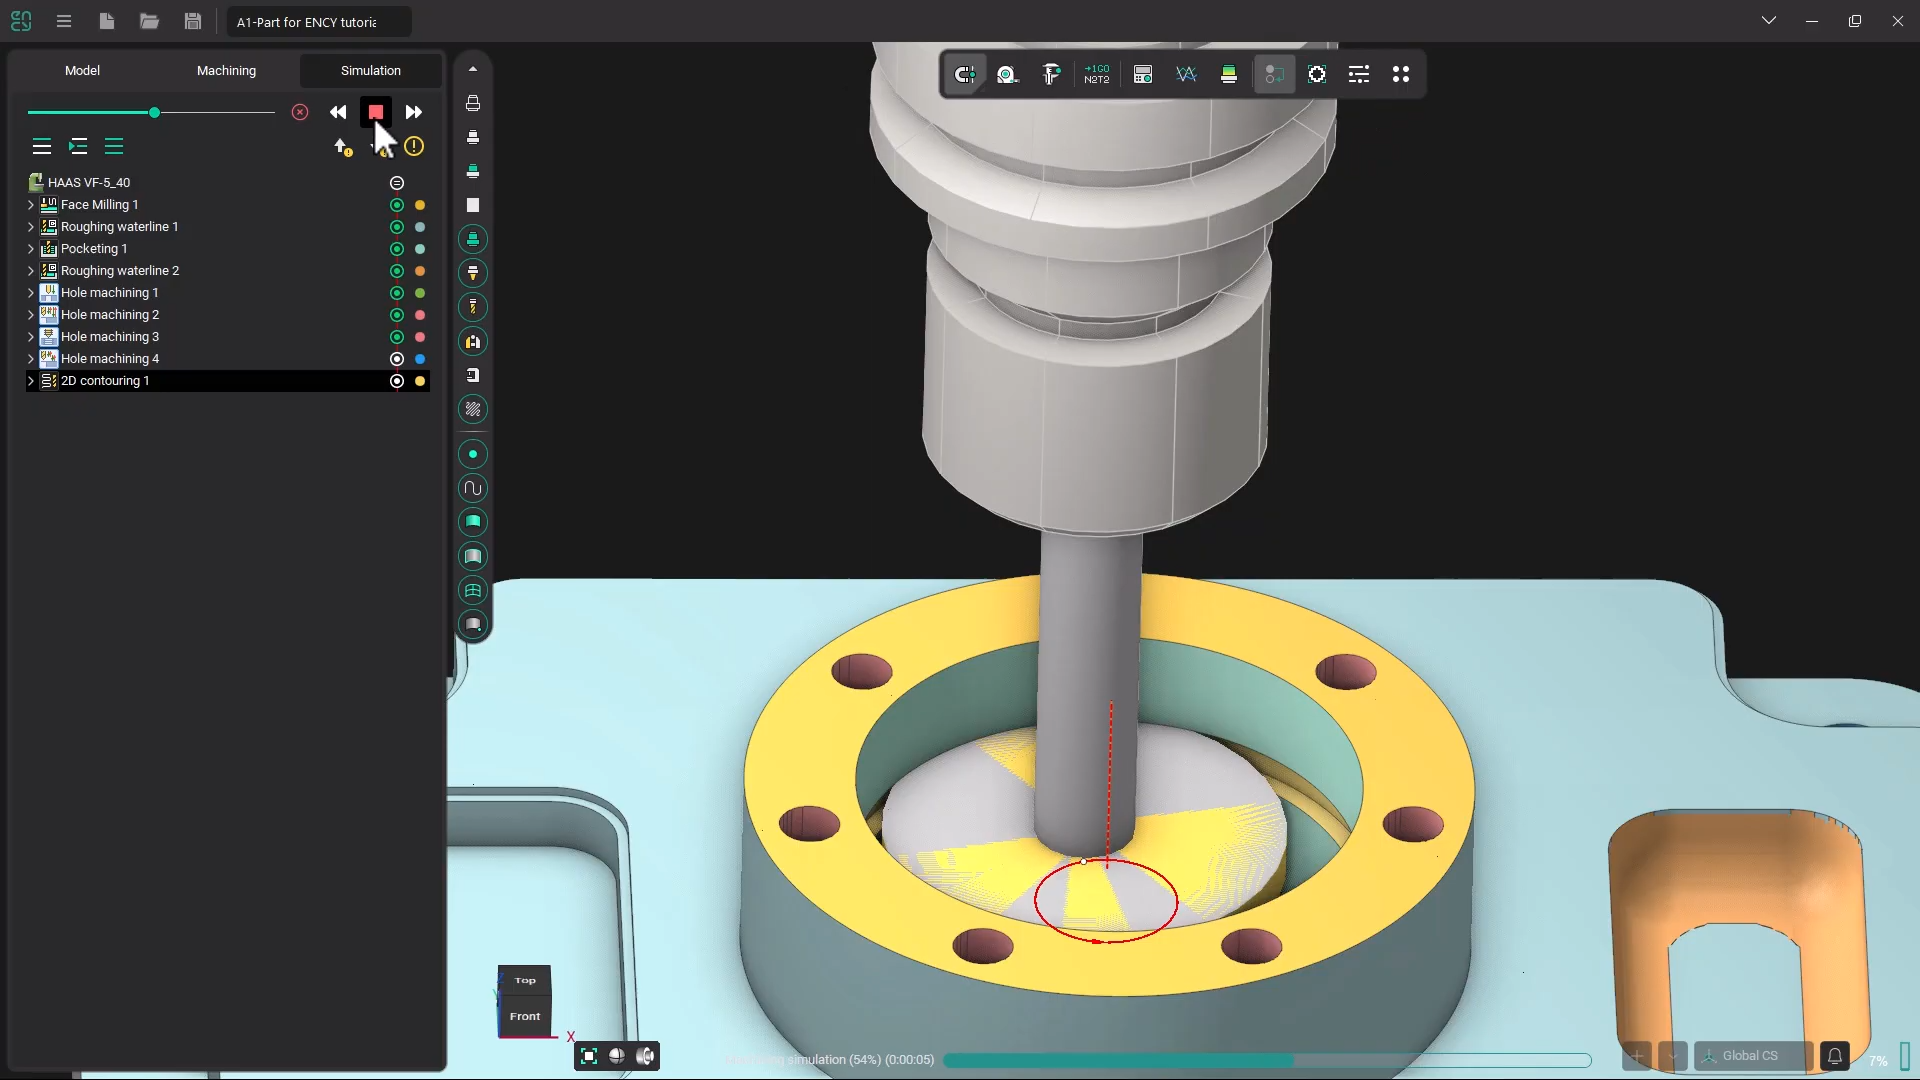 A1-Part for ENCY tutoria
Model
Machining
Simulation
→1G0
N2T2
HAAS VF-5_40
Face Milling 1
Roughing waterline 1
Pocketing 1
Roughing waterline 2
Hole machining 1
Hole machining 2
Hole machining 3
Hole machining 4
2D contouring 1
Top
Front
X
simulation (54%) (0:00:05)
Global CS
7%